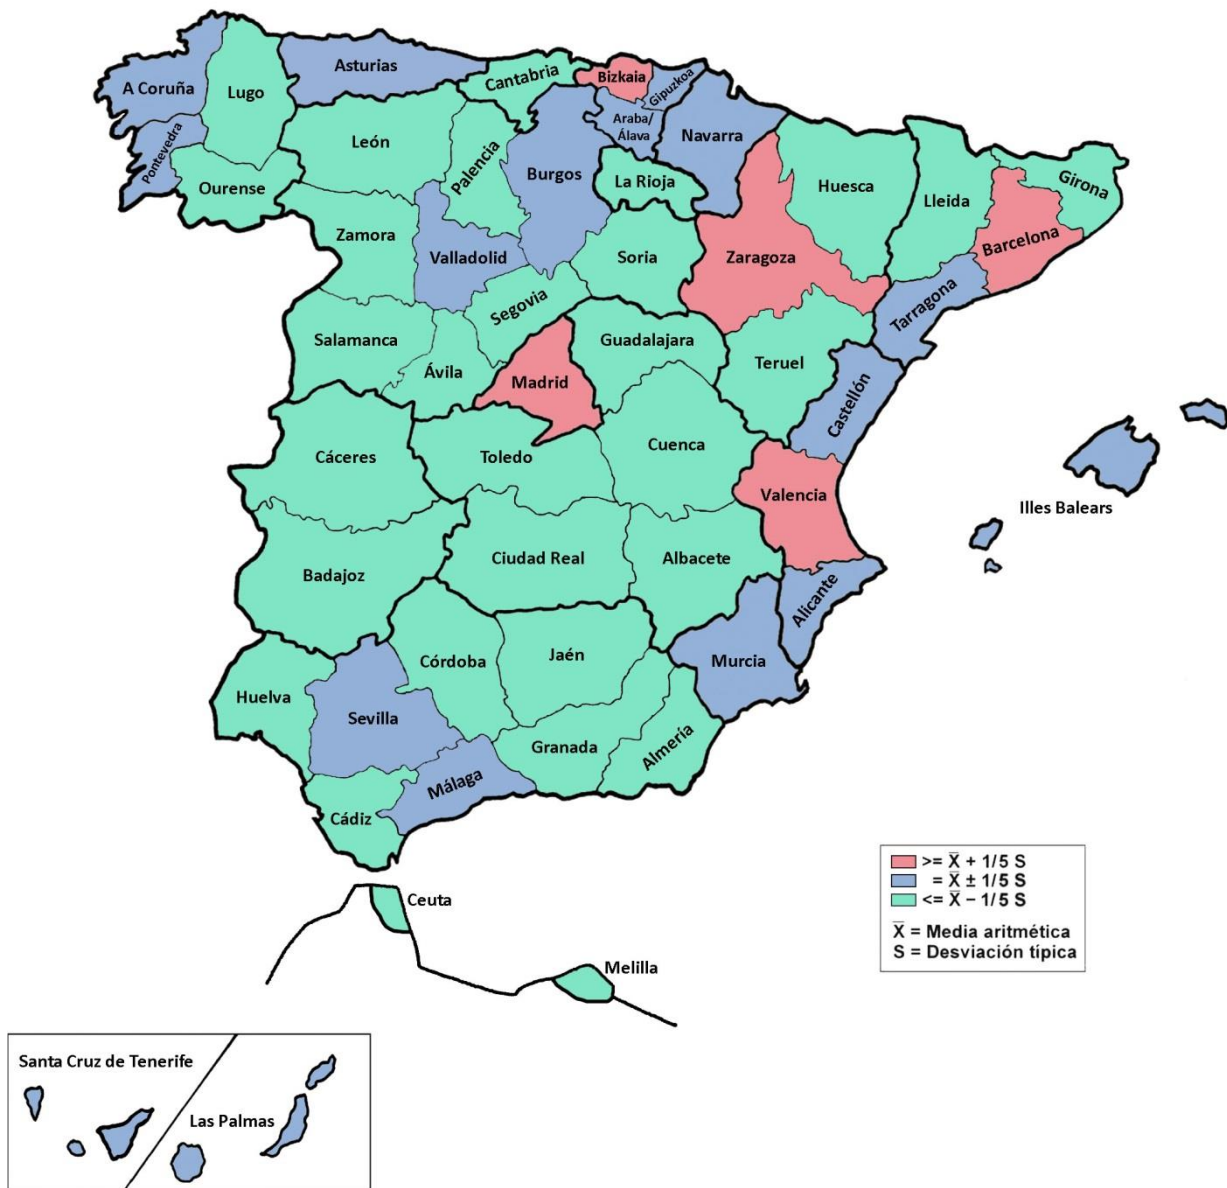 A Coruña
Lugo
Asturias
Cantabria
Bizkaia
Gipuzkoa
Araba/
Álava
Navarra
Pontevedra
Ourense
León
Palencia
Burgos
La Rioja
Huesca
Lleida
Girona
Barcelona
Zamora
Valladolid
Soria
Zaragoza
Tarragona
Segovia
Salamanca
Ávila
Madrid
Guadalajara
Teruel
Castellón
Cáceres
Toledo
Cuenca
Valencia
Illes Balears
Badajoz
Ciudad Real
Albacete
Alicante
Huelva
Sevilla
Córdoba
Jaén
Murcia
Granada
Almería
Málaga
Cádiz
Ceuta
Melilla
>= X̅ + 1/5 S
= X̅ ± 1/5 S
<= X̅ − 1/5 S
X̅ = Media aritmética
S = Desviación típica
Santa Cruz de Tenerife
Las Palmas